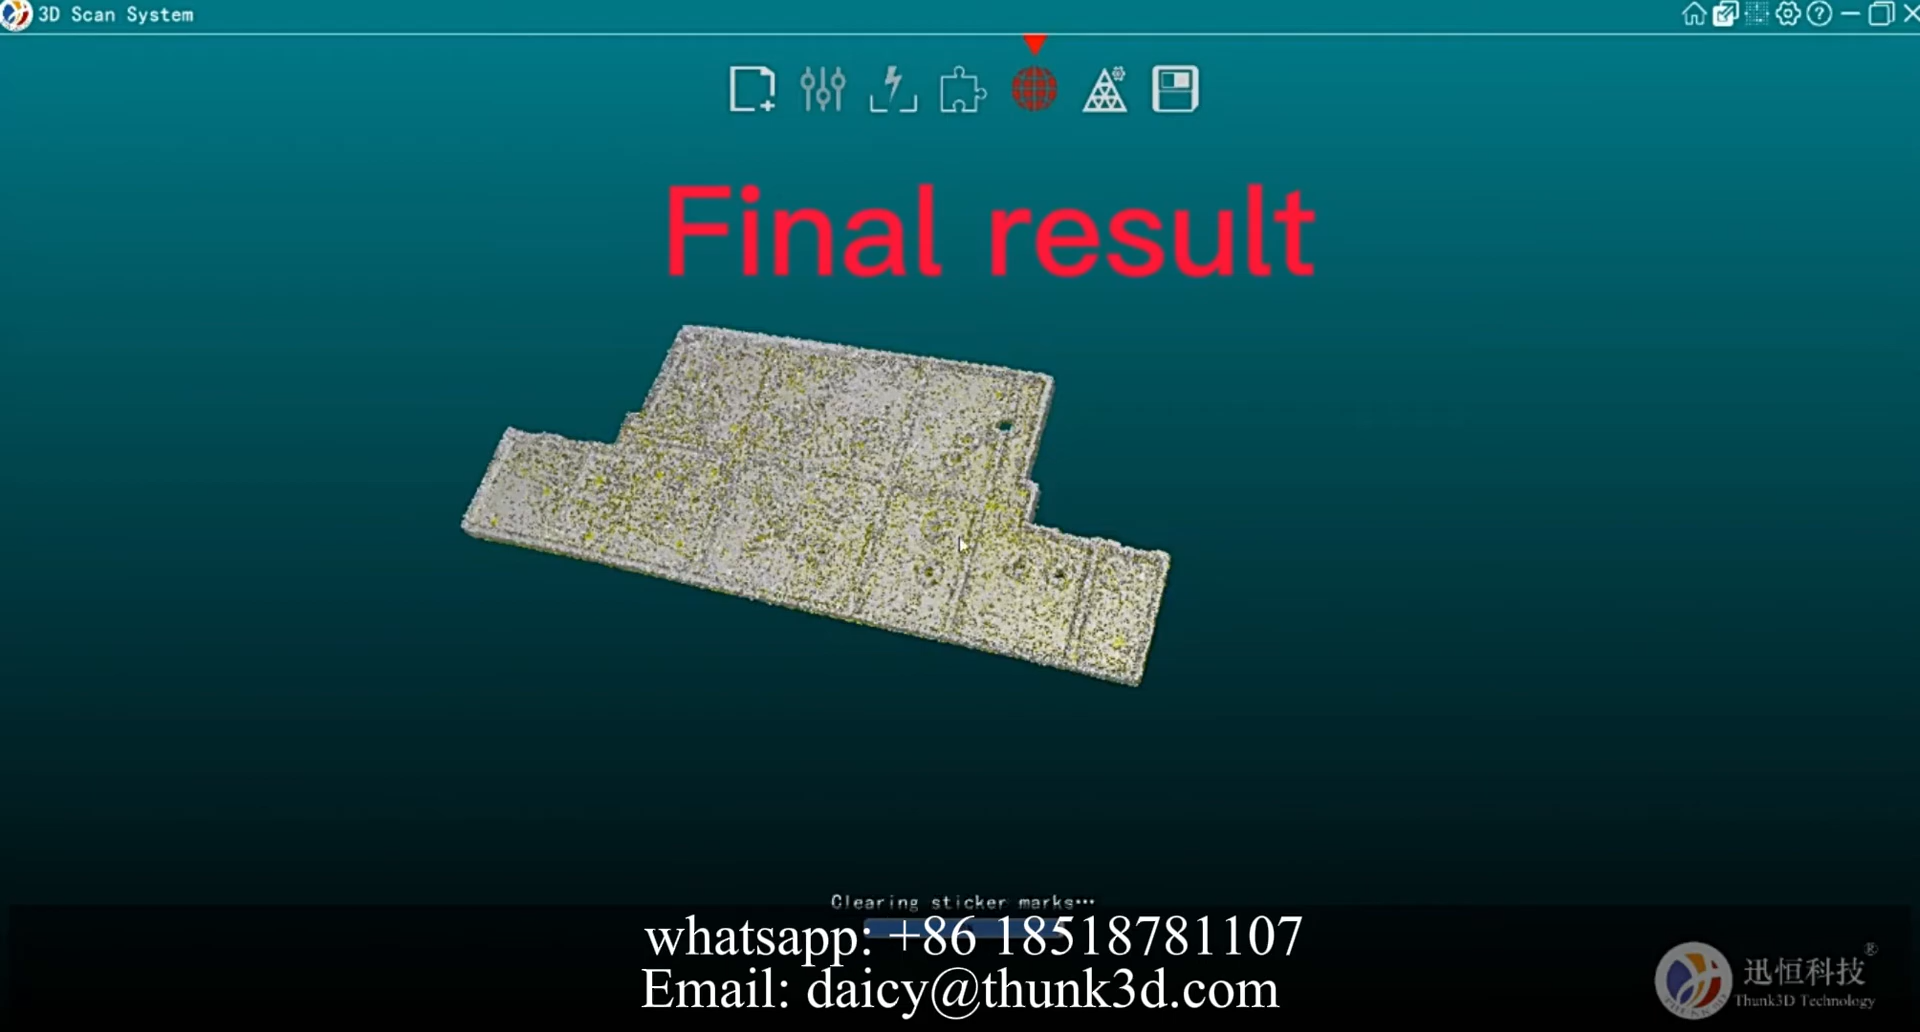 3D Scan System
Final result
Clearing sticker marks...
whatsapp: +86 18518781107
Email: daicy@thunk3d.com
迅恒科技®
Thunk3D Technology